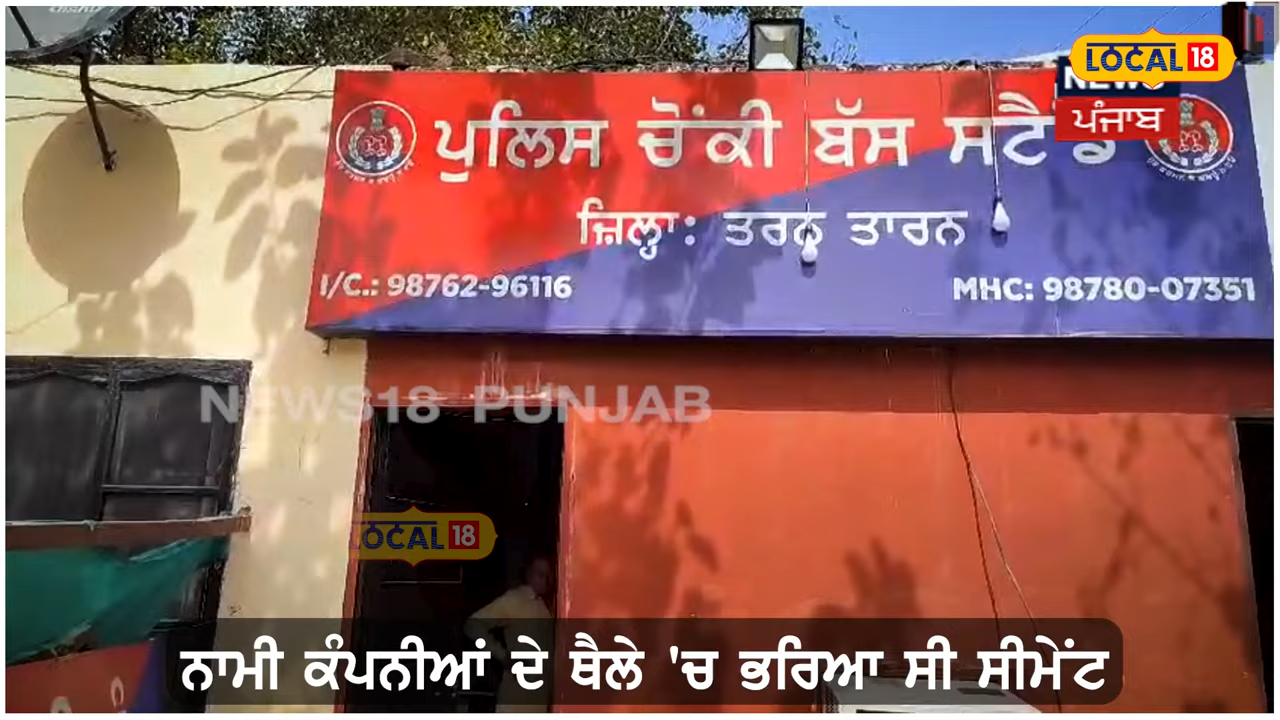 LOCAL 18
NEWS
ਪੰਜਾਬ
ਪੁਲਿਸ ਚੋਂਕੀ ਬੱਸ ਸਟੈਂਡ
ਜ਼ਿਲ੍ਹਾ: ਤਰਨ ਤਾਰਨ
I/C.: 98762-96116
MHC: 98780-07351
NEWS18 PUNJAB
LOCAL 18
ਨਾਮੀ ਕੰਪਨੀਆਂ ਦੇ ਥੈਲੇ 'ਚ ਭਰਿਆ ਸੀ ਸੀਮੇਂਟ